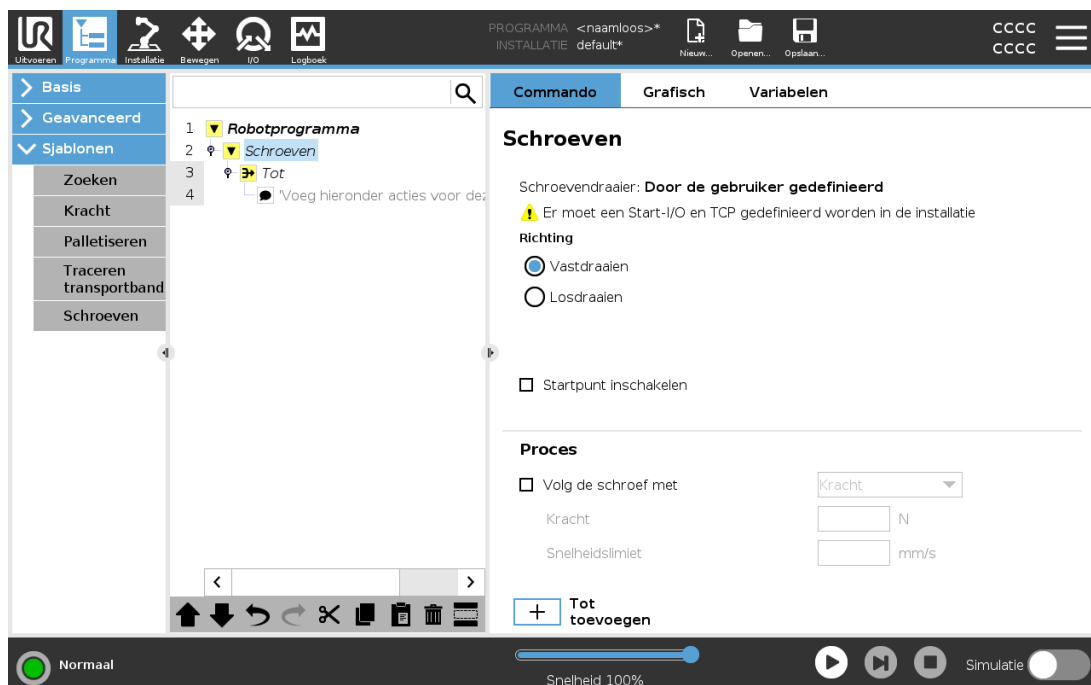 PROGRAMMA <naamloos>*
INSTALLATIE default*
CCCC
CCCC
Uitvoeren Programma Installatie Bewegen I/O Logboek Nieuw... Openen... Opslaan...
Basis
Geavanceerd
Sjablonen
Zoeken
Kracht
Palletiseren
Traceren
transportband
Schroeven
1 Robotprogramma
2 Schroeven
3 Tot
4 'Voeg hieronder acties voor dez
Commando Grafisch Variabelen
Schroeven
Schroevendraaier: Door de gebruiker gedefinieerd
Er moet een Start-I/O en TCP gedefinieerd worden in de installatie
Richting
Vastdraaien
Losdraaien
Startpunt inschakelen
Proces
Volg de schroef met Kracht
Kracht N
Snelheidslimiet mm/s
Tot
toevoegen
Normaal
Snelheid 100%
Simulatie